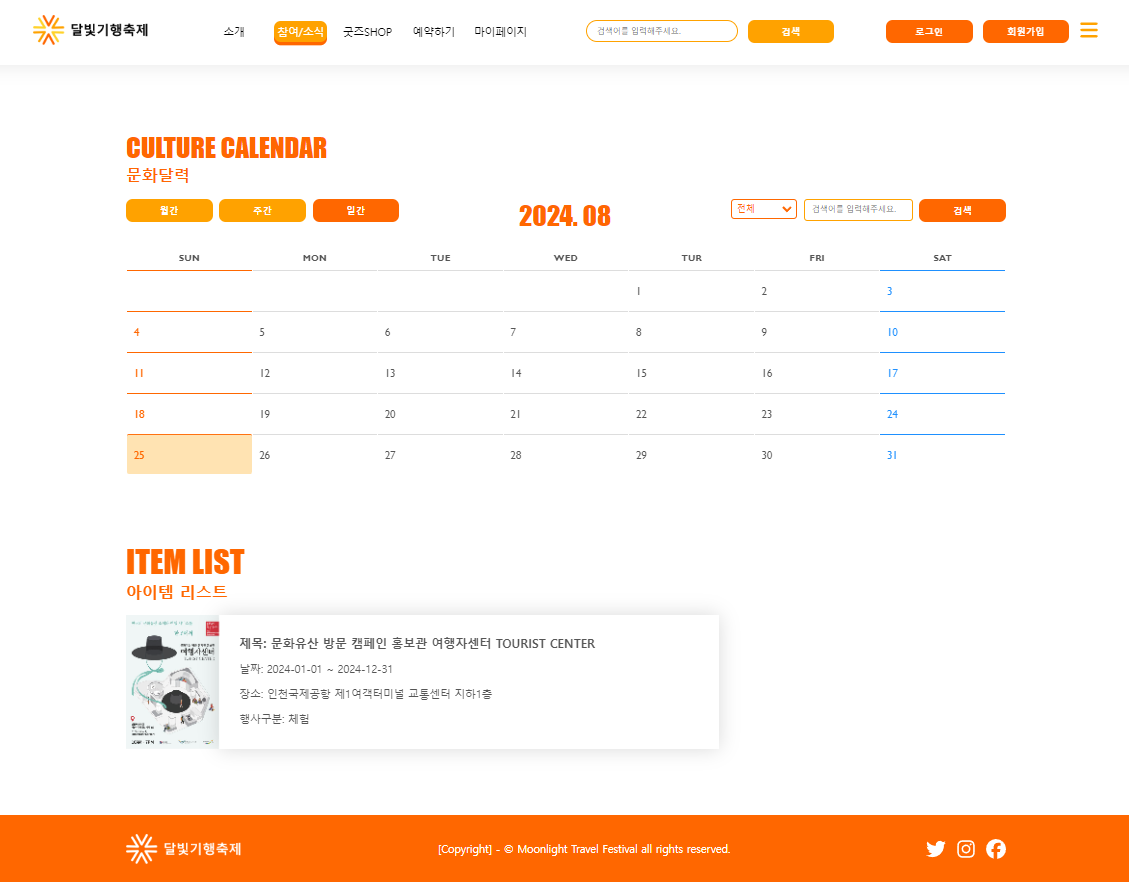 달빛기행축제
소개 참여/소식 굿즈SHOP 예약하기 마이페이지
검색어를 입력해주세요. 검색
로그인 회원가입
CULTURE CALENDAR
문화달력
월간 주간 일간
2024. 08
전체 검색어를 입력해주세요. 검색
SUN MON TUE WED TUR FRI SAT
1 2 3
4 5 6 7 8 9 10
11 12 13 14 15 16 17
18 19 20 21 22 23 24
25 26 27 28 29 30 31
ITEM LIST
아이템 리스트
여행자센터
제목: 문화유산 방문 캠페인 홍보관 여행자센터 TOURIST CENTER
날짜: 2024-01-01 ~ 2024-12-31
장소: 인천국제공항 제1여객터미널 교통센터 지하1층
행사구분: 체험
달빛기행축제
[Copyright] - © Moonlight Travel Festival all rights reserved.